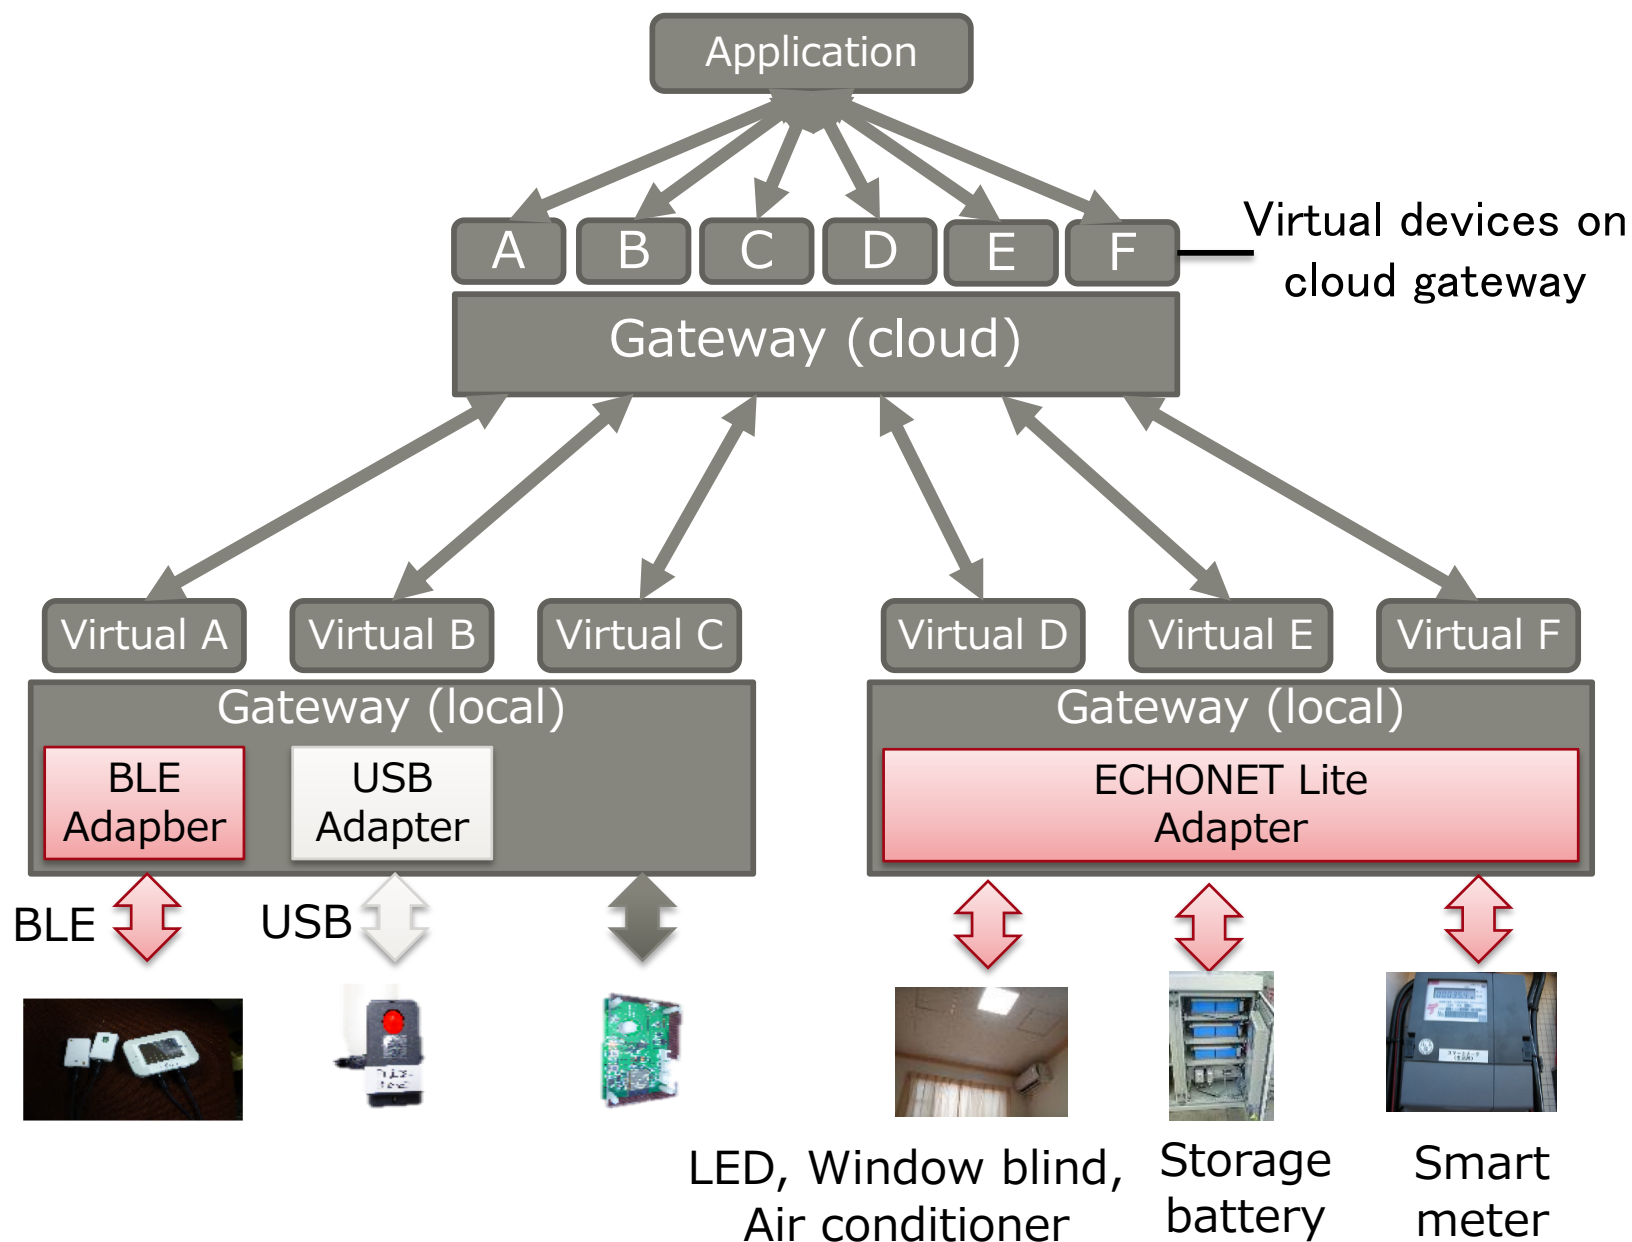 Application
A
B
C
D
E
F
Virtual devices on
cloud gateway
Gateway (cloud)
Virtual A
Virtual B
Virtual C
Virtual D
Virtual E
Virtual F
Gateway (local)
Gateway (local)
BLE
Adapber
USB
Adapter
ECHONET Lite
Adapter
BLE
USB
LED, Window blind,
Air conditioner
Storage
battery
Smart
meter